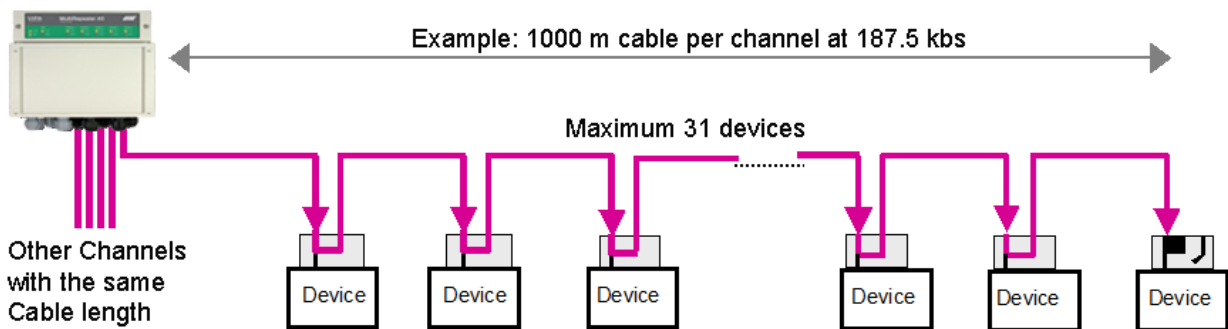 MultiRepeater
Example: 1000 m cable per channel at 187.5 kbs
Maximum 31 devices
Other Channels
with the same
Cable length
Device
Device
Device
Device
Device
Device